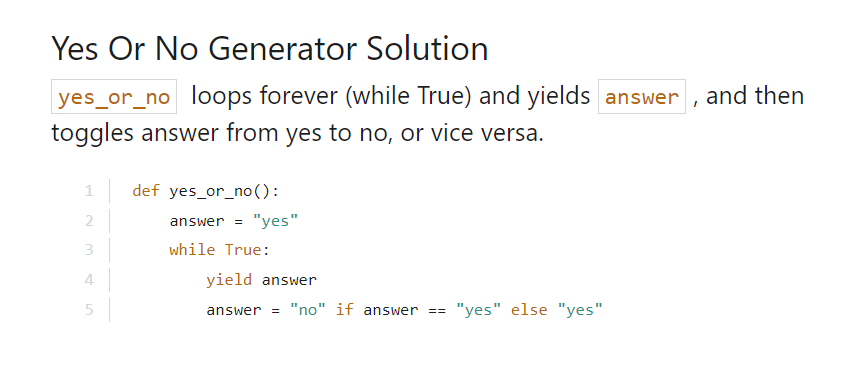 Yes Or No Generator Solution
yes_or_no loops forever (while True) and yields answer , and then
toggles answer from yes to no, or vice versa.
1 def yes_or_no():
2     answer = "yes"
3     while True:
4         yield answer
5         answer = "no" if answer == "yes" else "yes"